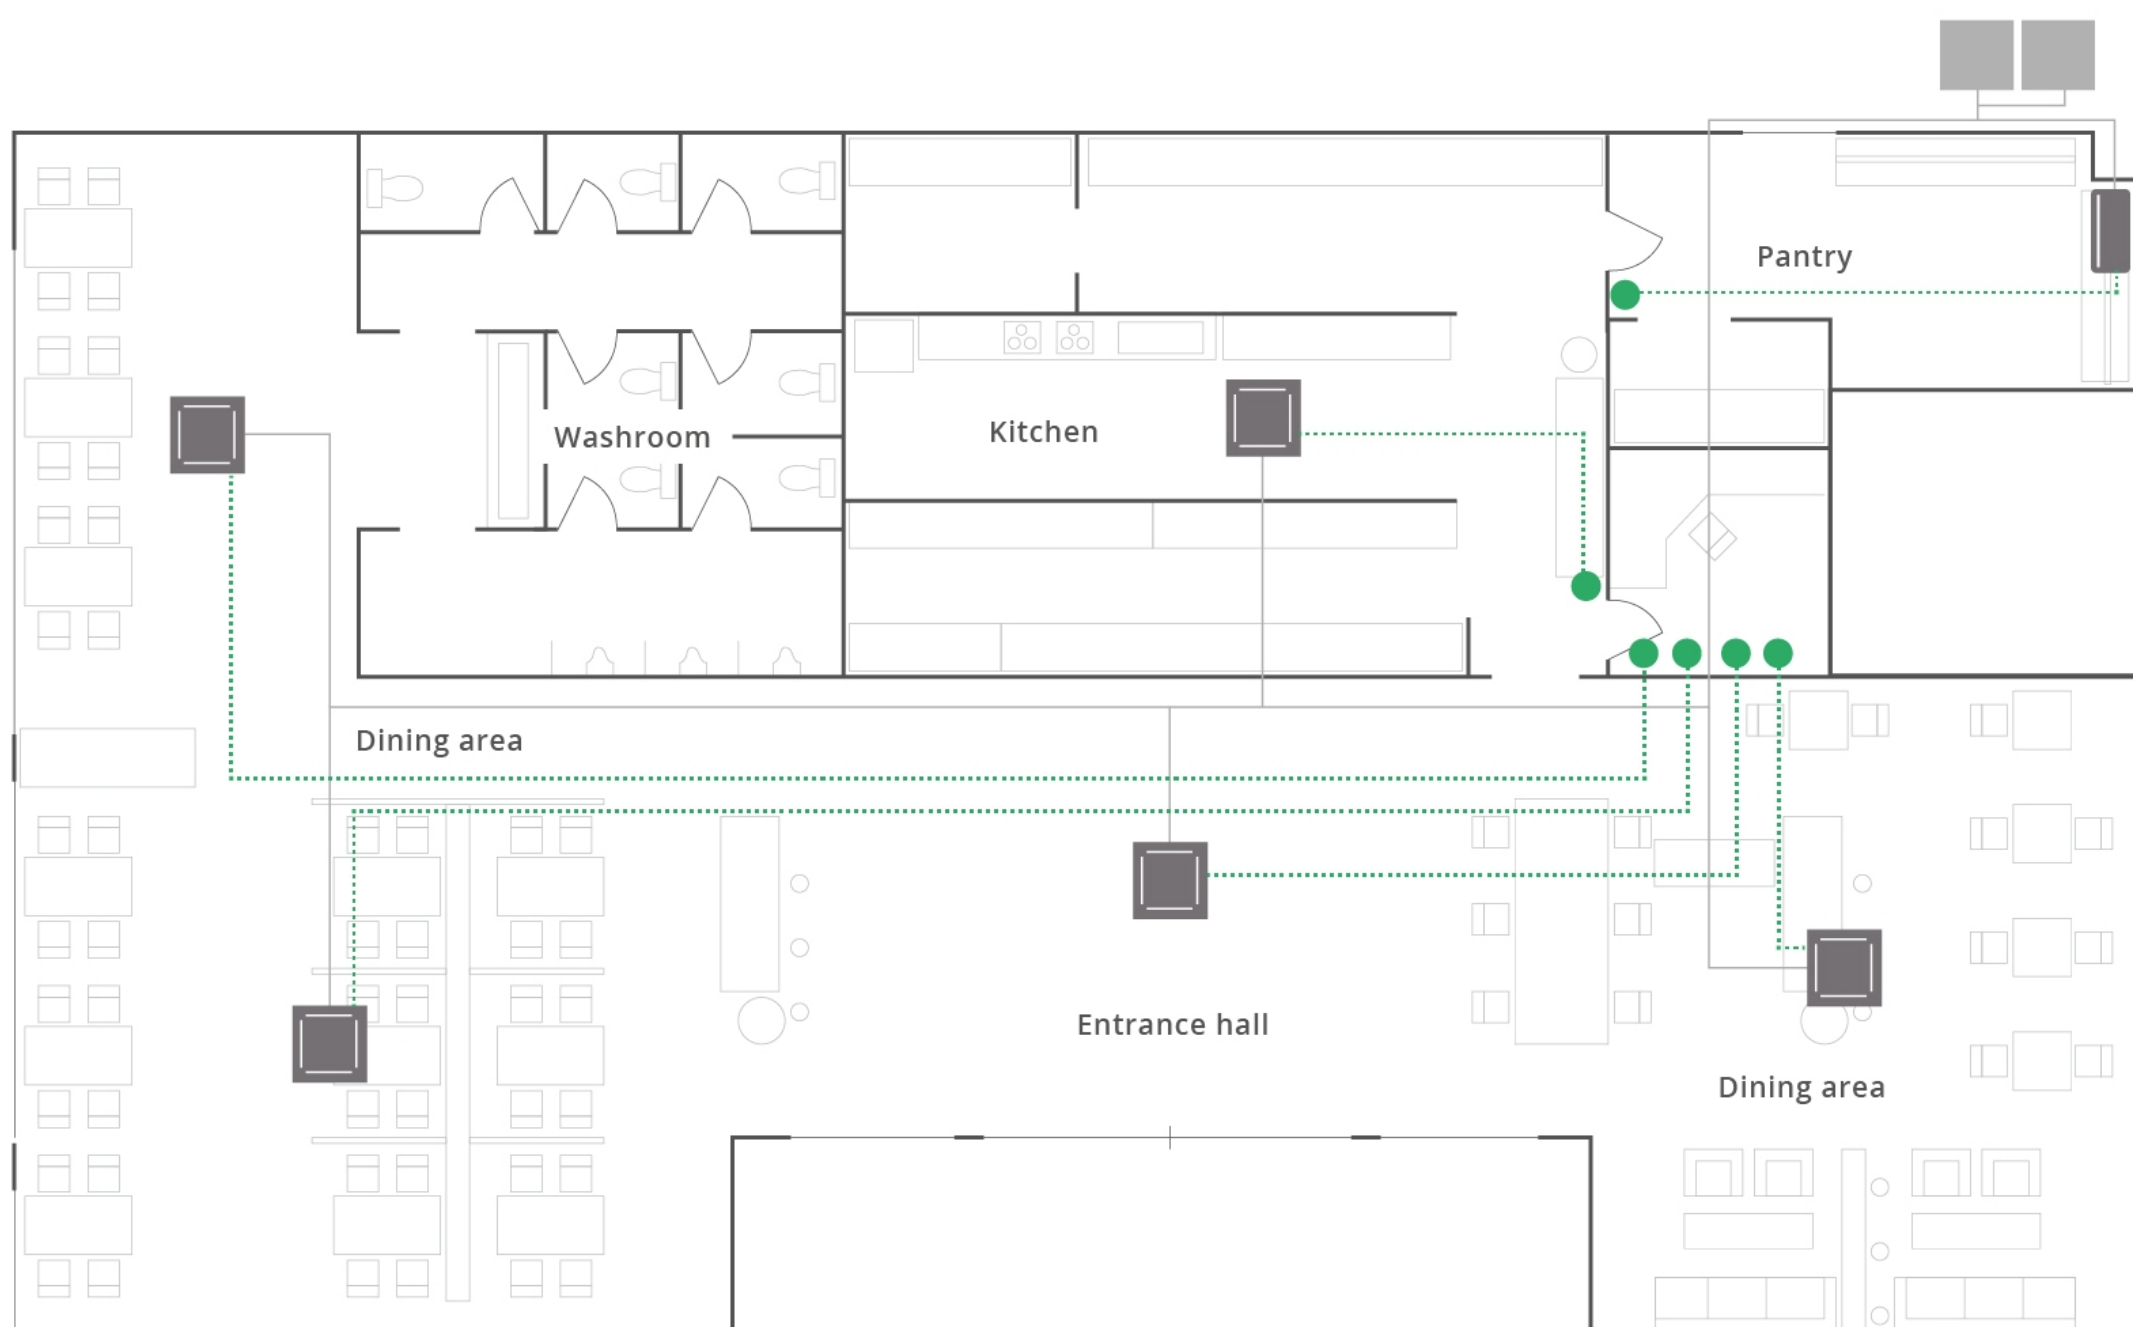 Pantry
Washroom
Kitchen
Dining area
Entrance hall
Dining area